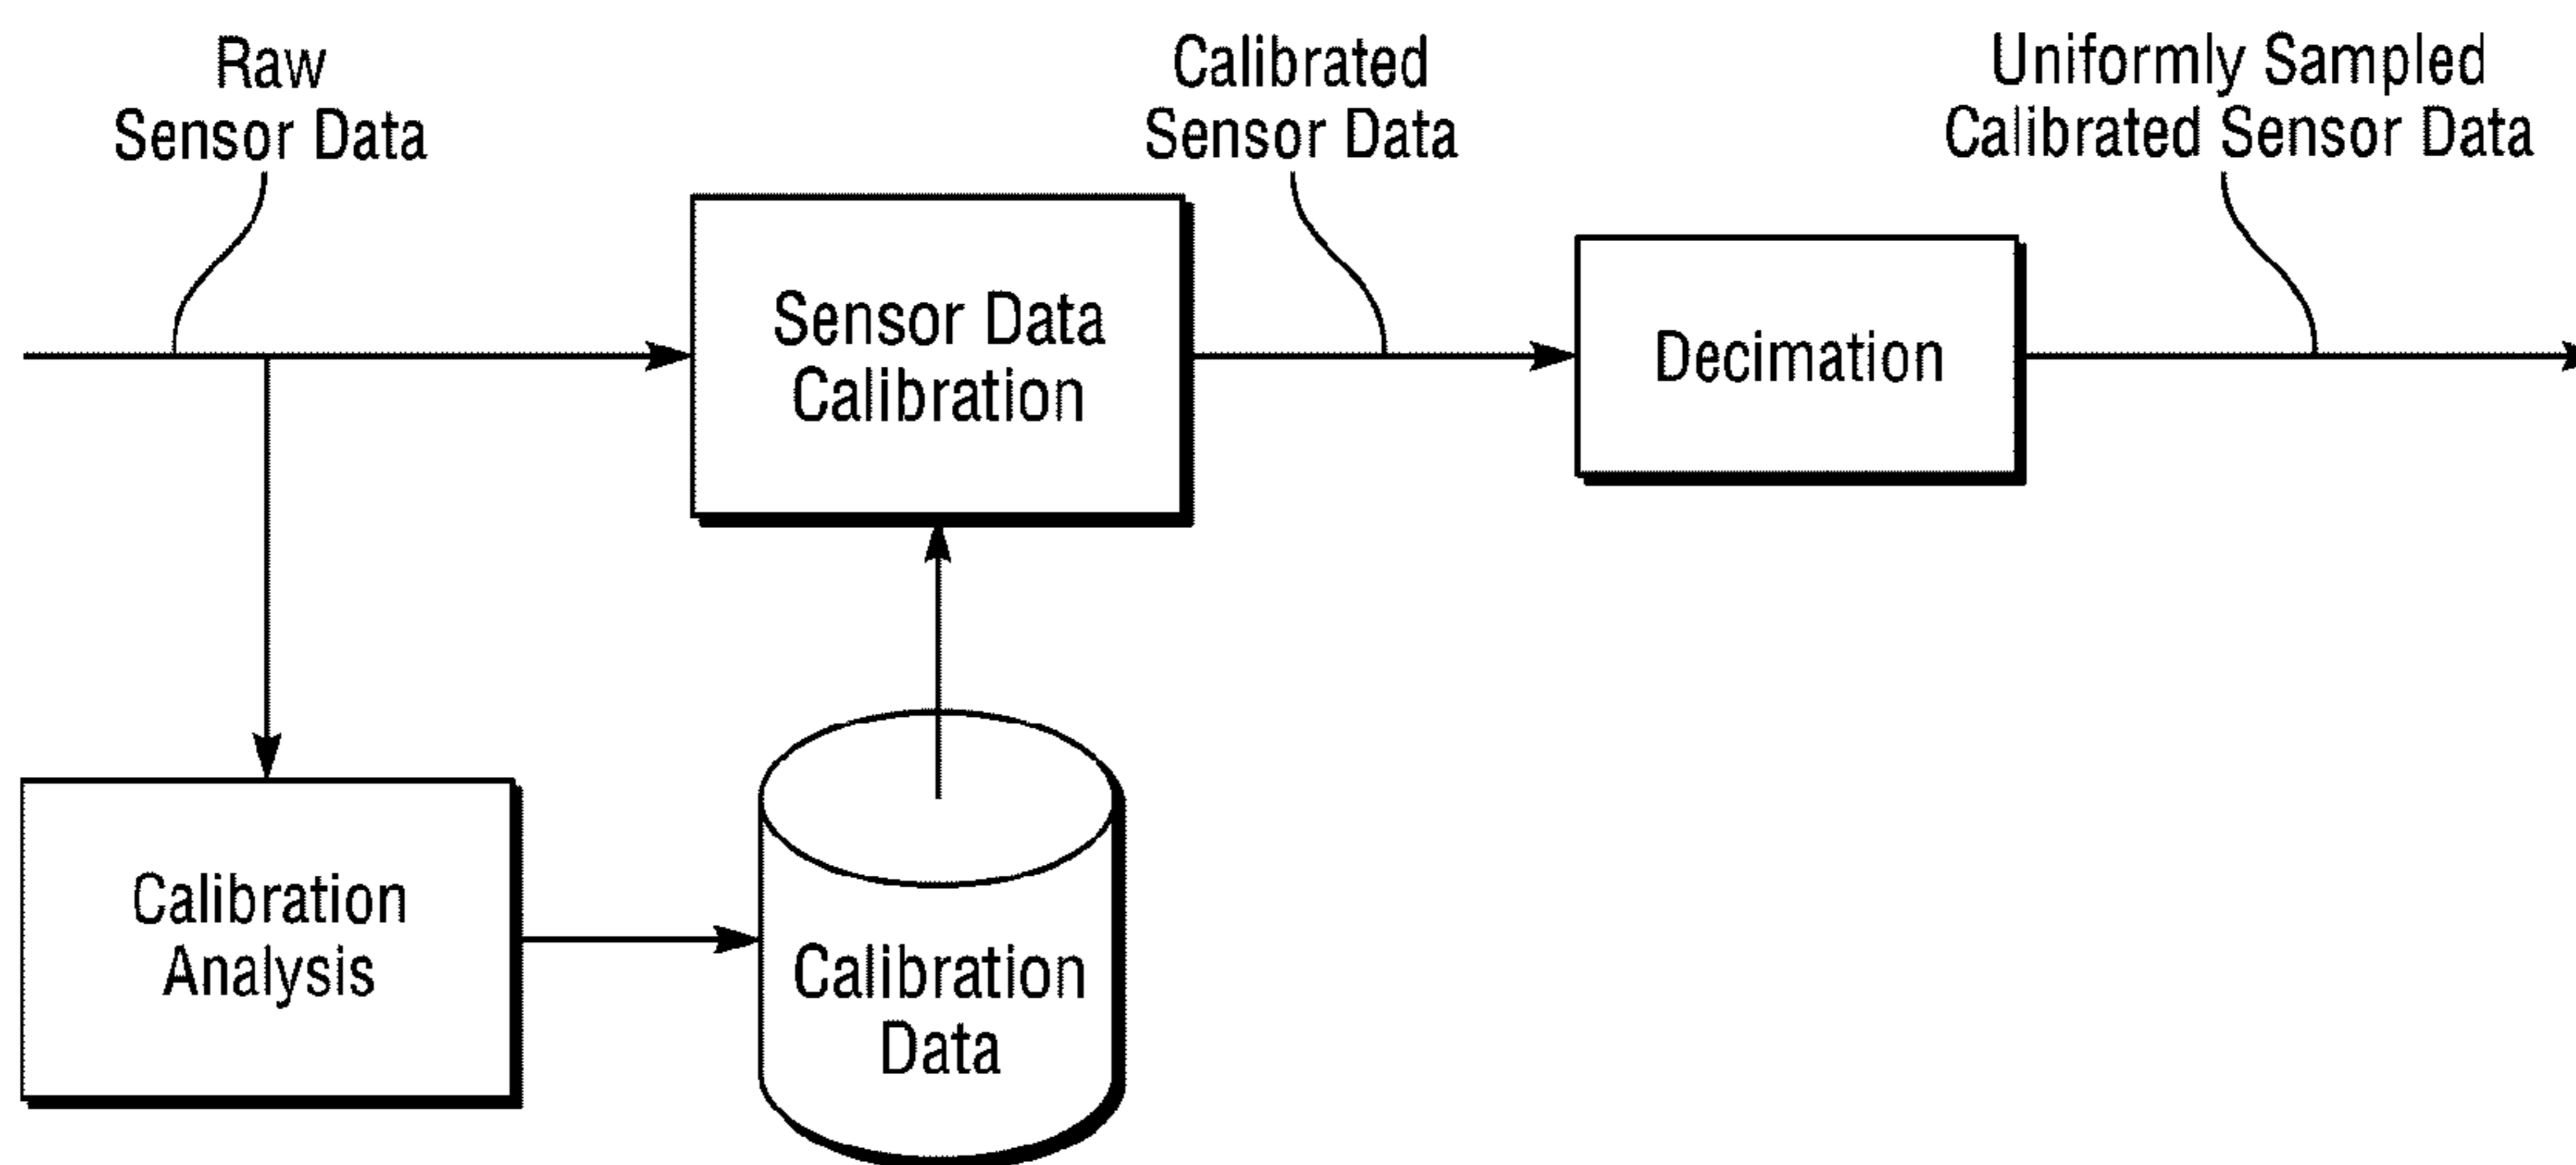 Raw
Sensor Data
Calibrated
Sensor Data
Uniformly Sampled
Calibrated Sensor Data
Sensor Data
Calibration
Decimation
Calibration
Analysis
Calibration
Data